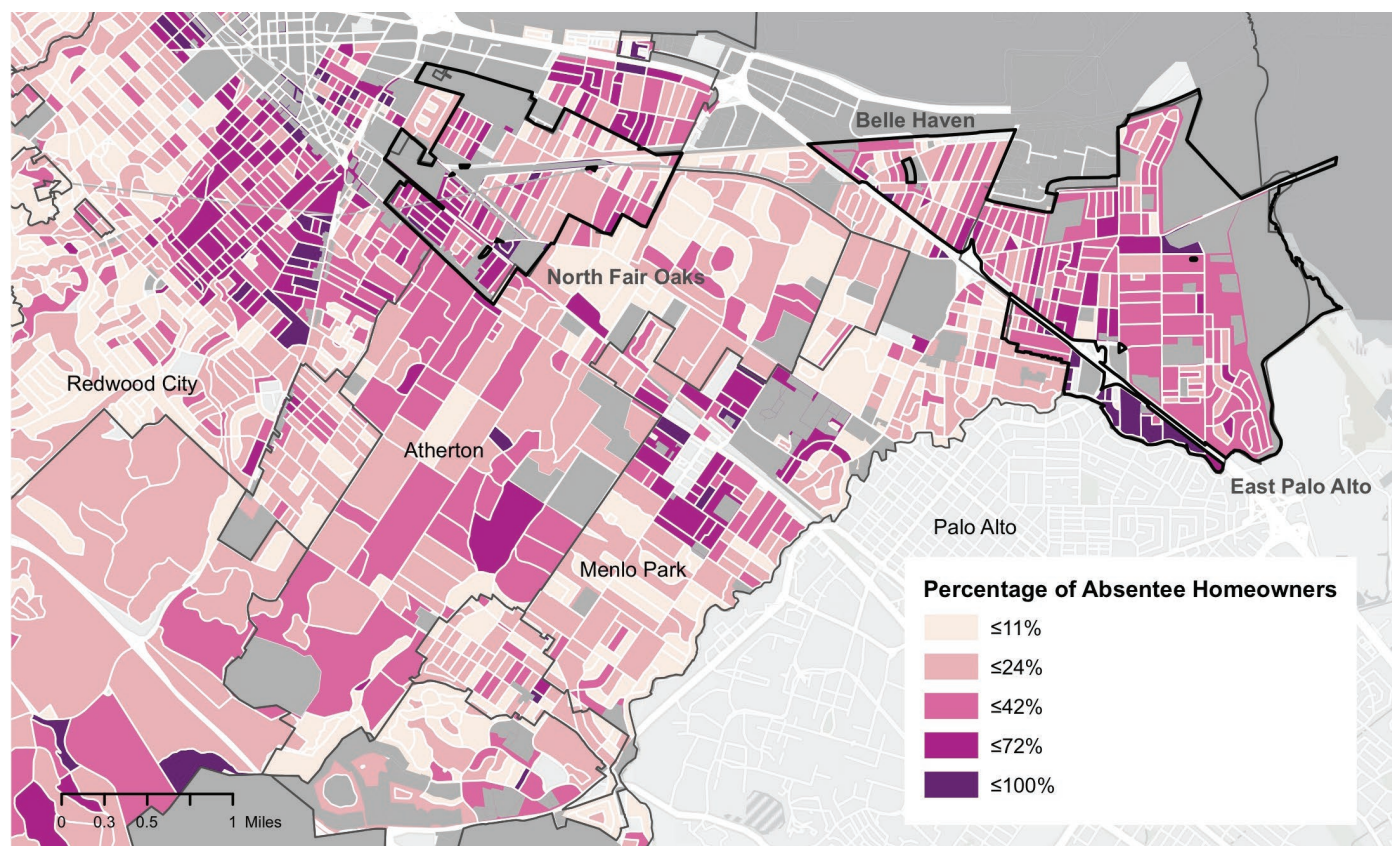 Belle Haven
North Fair Oaks
Redwood City
Atherton
East Palo Alto
Palo Alto
Menlo Park
Percentage of Absentee Homeowners
≤11%
≤24%
≤42%
≤72%
≤100%
0 0.3 0.5 1 Miles